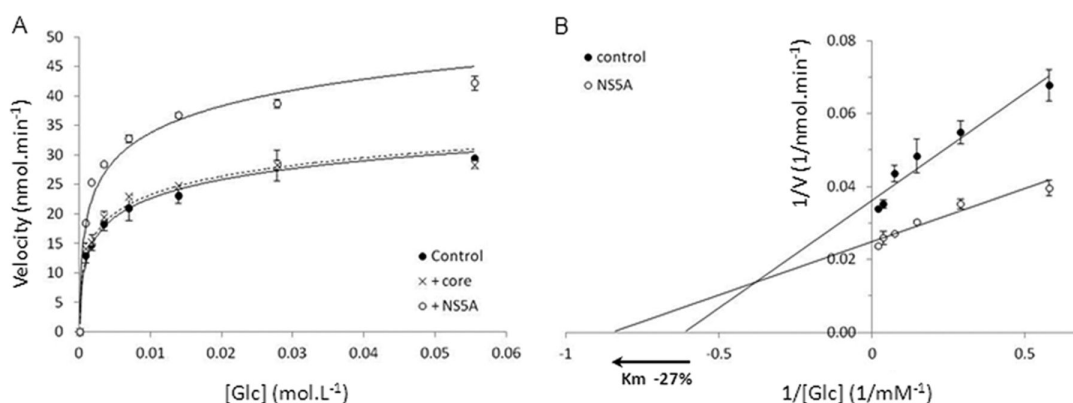 A
Velocity (nmol.min-1)
50
45
40
35
30
25
20
15
10
5
0
0
0.01
0.02
0.03
0.04
0.05
0.06
[Glc] (mol.L-1)
Control
+ core
+ NS5A
B
control
NS5A
1/V (1/nmol.min-1)
0.08
0.06
0.04
0.02
0.00
-1
-0.5
0
0.5
Km -27%
1/[Glc] (1/mM-1)